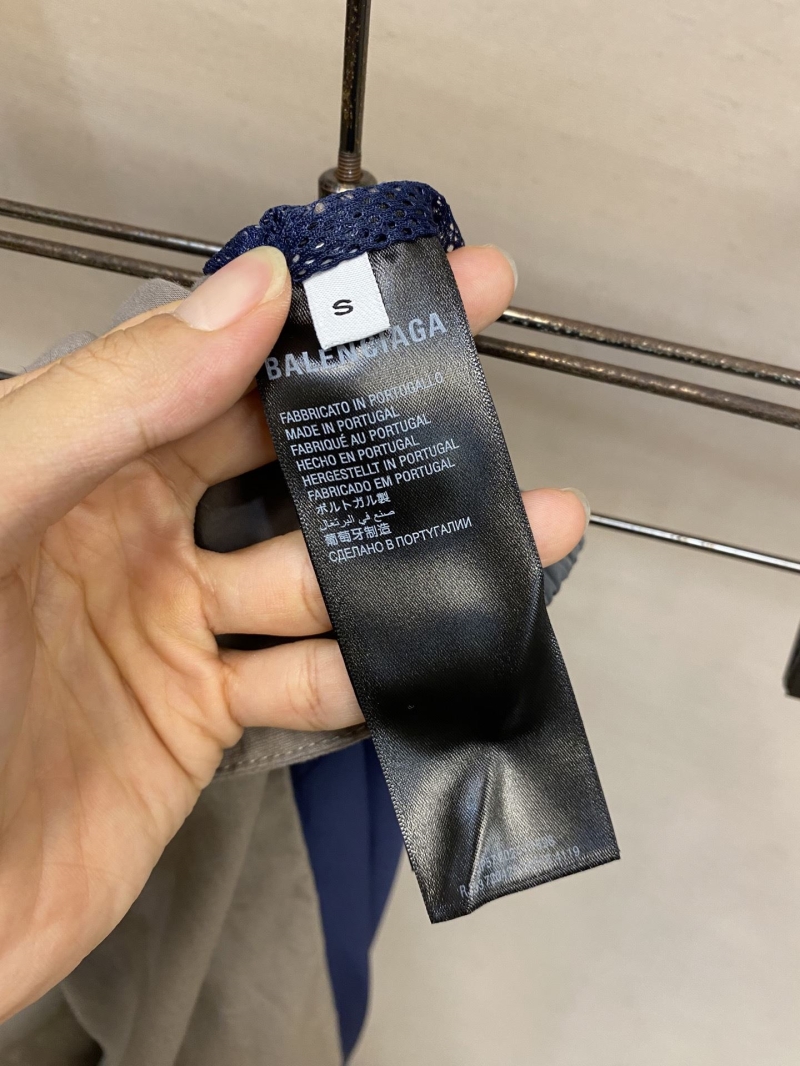 S
BALENCIAGA
FABBRICATO IN PORTOGALLO
MADE IN PORTUGAL
FABRIQUÉ AU PORTUGAL
HECHO EN PORTUGAL
HERGESTELLT IN PORTUGAL
FABRICADO EM PORTUGAL
ポルトガル製
صنع في البرتغال
葡萄牙制造
СДЕЛАНО В ПОРТУГАЛИИ